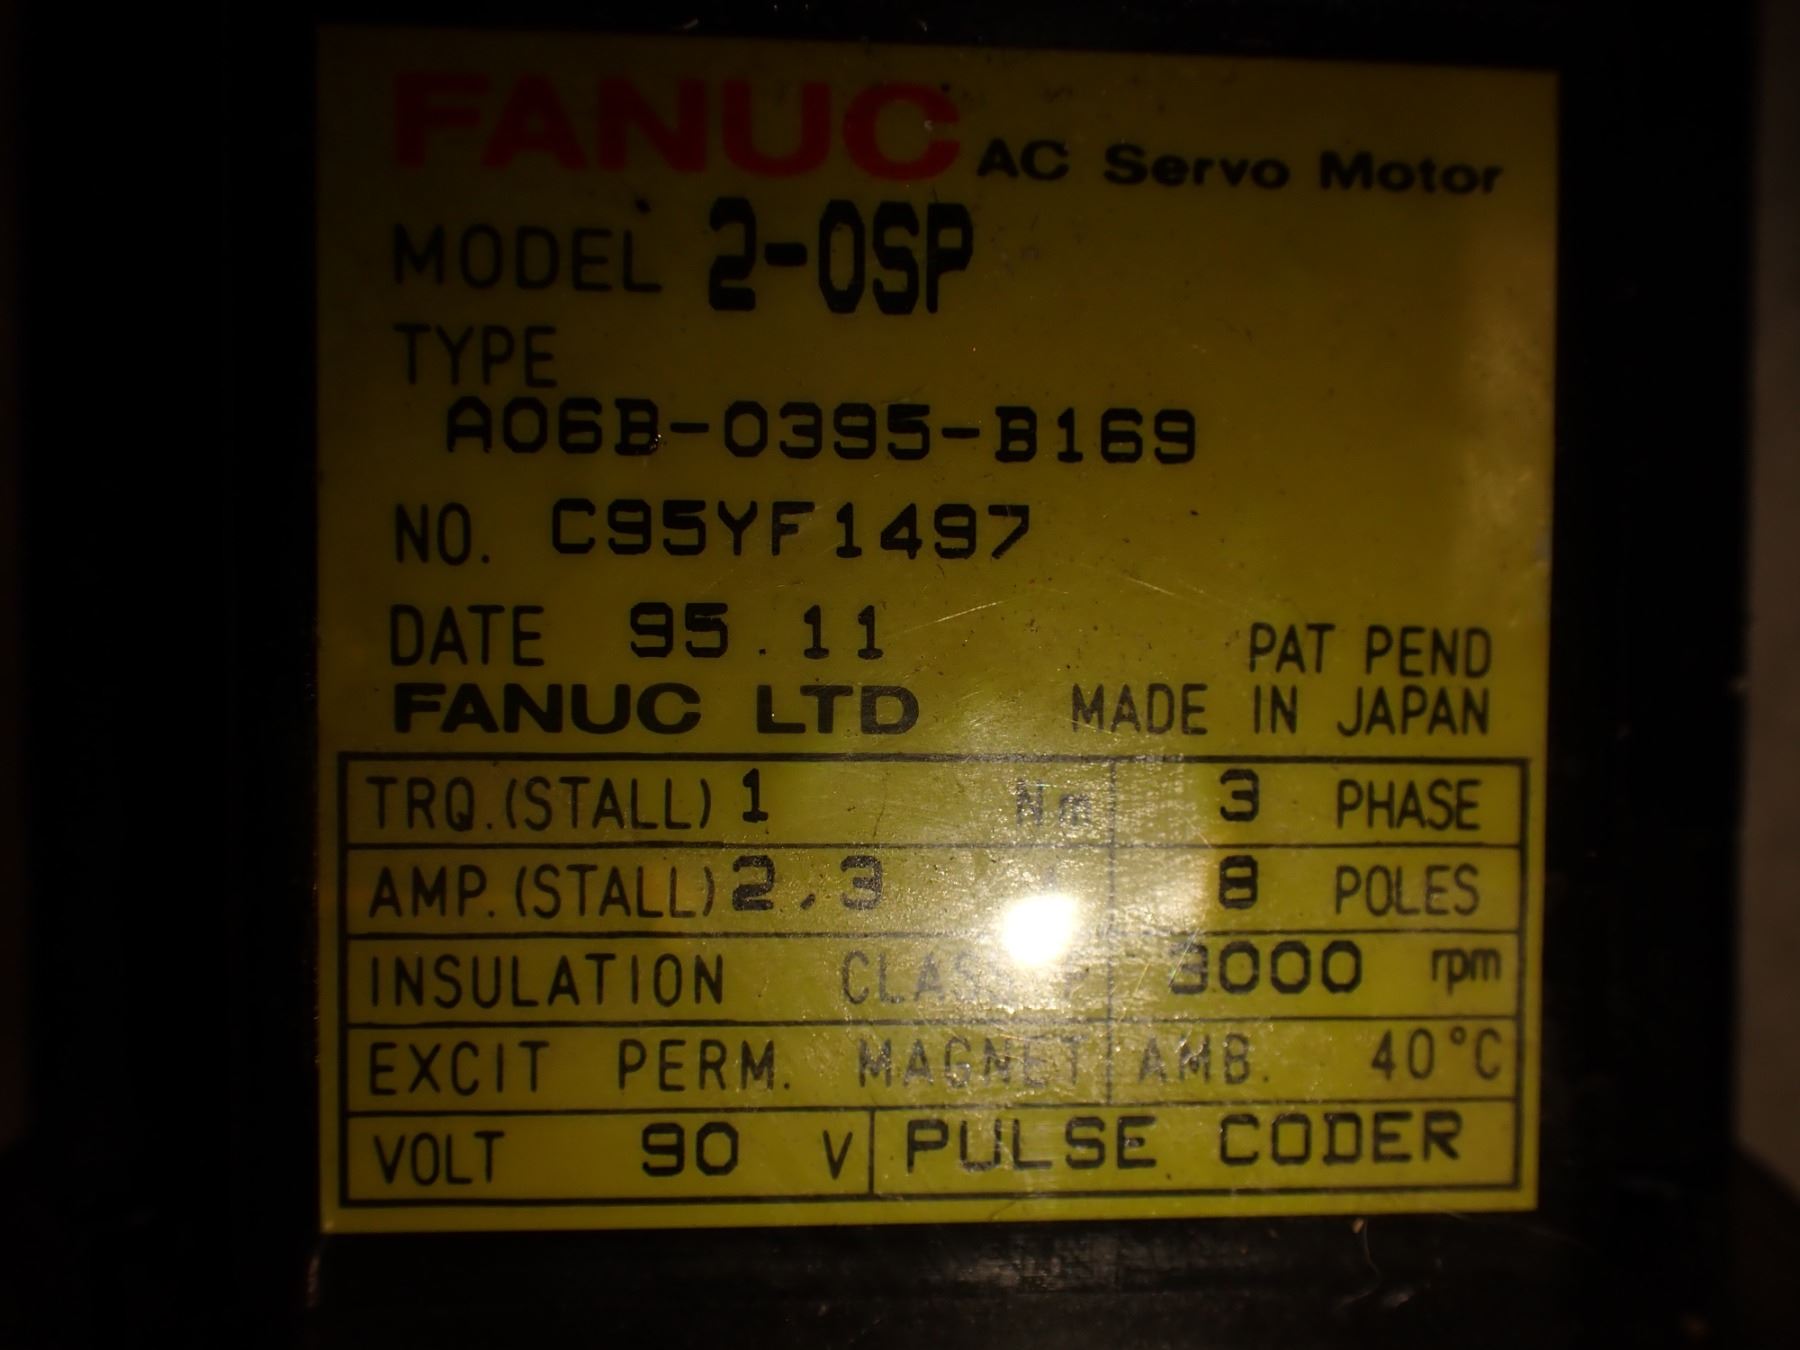 FANUC AC Servo Motor
MODEL 2-0SP
TYPE
A06B-0395-B169
NO. C95YF1497
DATE 95.11
PAT PEND
FANUC LTD MADE IN JAPAN
TRQ.(STALL) 1 Nm 3 PHASE
AMP.(STALL) 2.3 8 POLES
INSULATION CLASS F 3000 rpm
EXCIT PERM. MAGNET AMB. 40°C
VOLT 90 V PULSE CODER